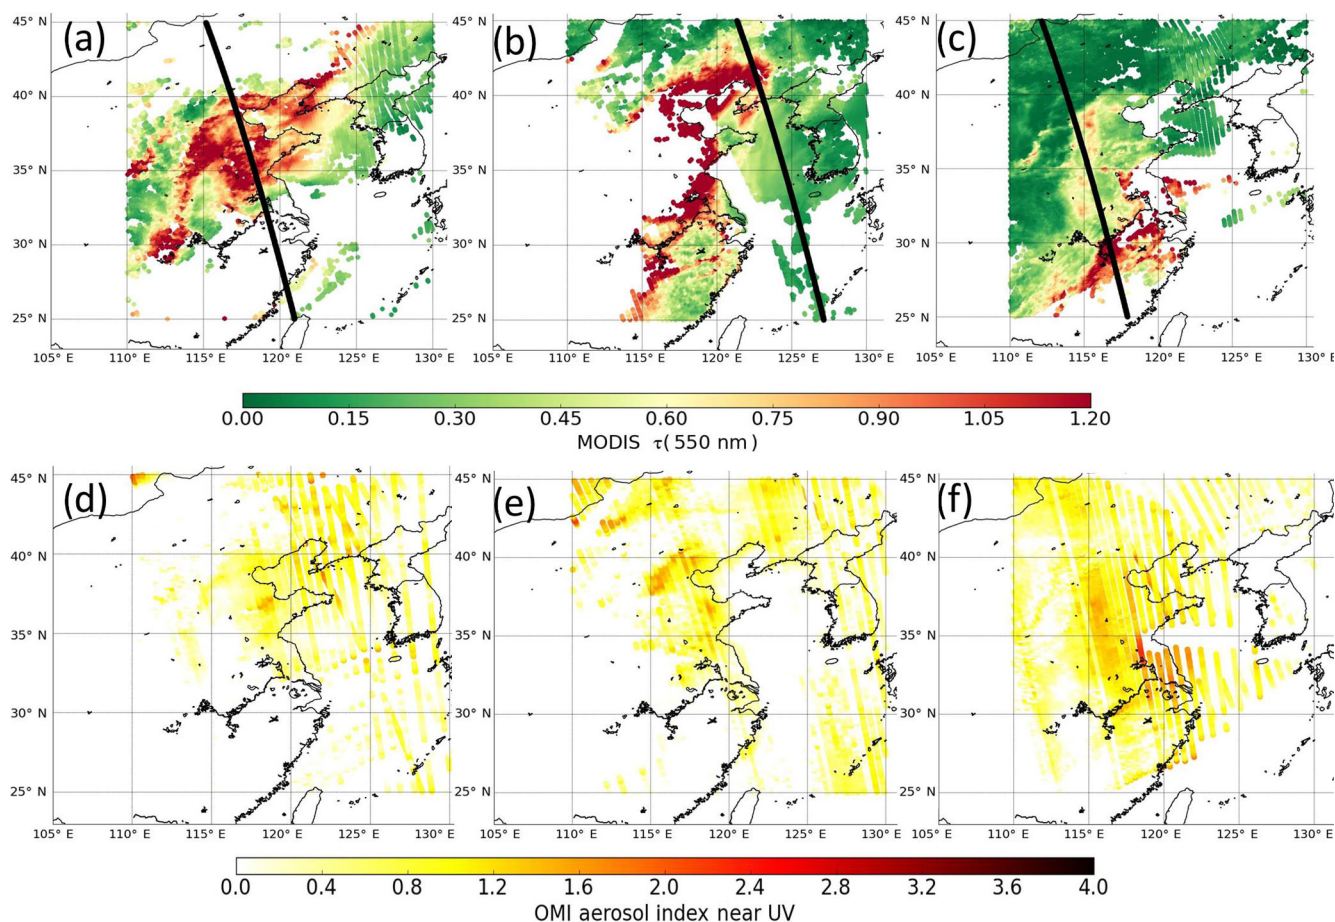 (a) (b) (c)
45° N 45° N 45° N
40° N 40° N 40° N
35° N 35° N 35° N
30° N 30° N 30° N
25° N 25° N 25° N
105° E 110° E 115° E 120° E 125° E 130° E 105° E 110° E 115° E 120° E 125° E 130° E 105° E 110° E 115° E 120° E 125° E 130° E
0.00 0.15 0.30 0.45 0.60 0.75 0.90 1.05 1.20
MODIS τ(550 nm)
(d) (e) (f)
45° N 45° N 45° N
40° N 40° N 40° N
35° N 35° N 35° N
30° N 30° N 30° N
25° N 25° N 25° N
105° E 110° E 115° E 120° E 125° E 130° E 105° E 110° E 115° E 120° E 125° E 130° E 105° E 110° E 115° E 120° E 125° E 130° E
0.0 0.4 0.8 1.2 1.6 2.0 2.4 2.8 3.2 3.6 4.0
OMI aerosol index near UV